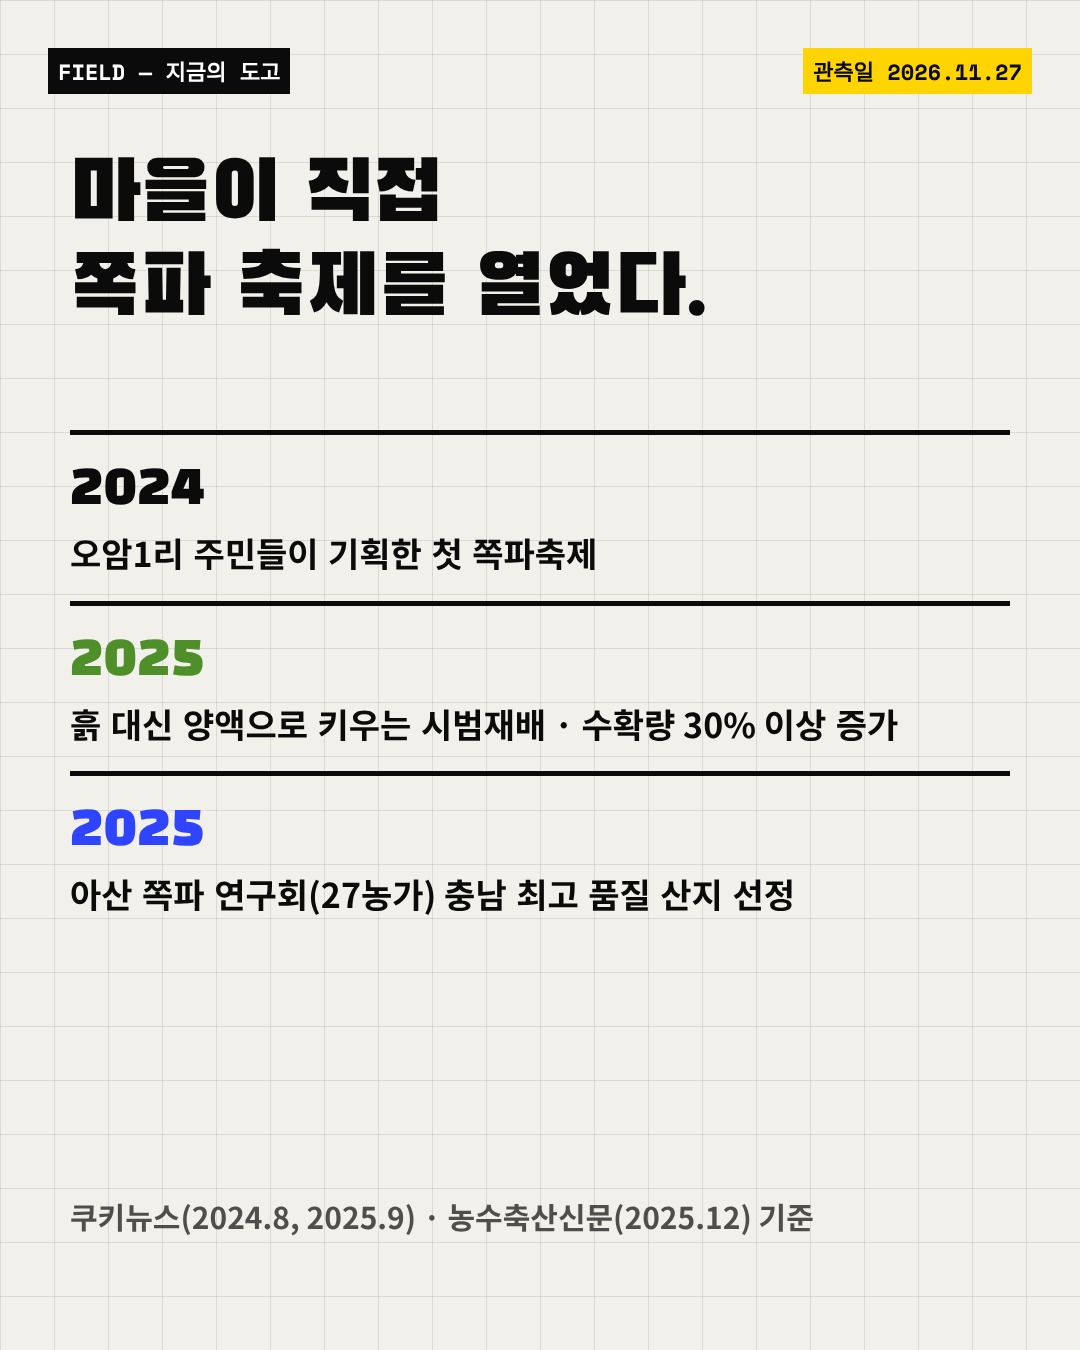 FIELD — 지금의 도고
관측일 2026.11.27
마을이 직접
쪽파 축제를 열었다.
2024
오암1리 주민들이 기획한 첫 쪽파축제
2025
흙 대신 양액으로 키우는 시범재배 · 수확량 30% 이상 증가
2025
아산 쪽파 연구회(27농가) 충남 최고 품질 산지 선정
쿠키뉴스(2024.8, 2025.9) · 농수축산신문(2025.12) 기준